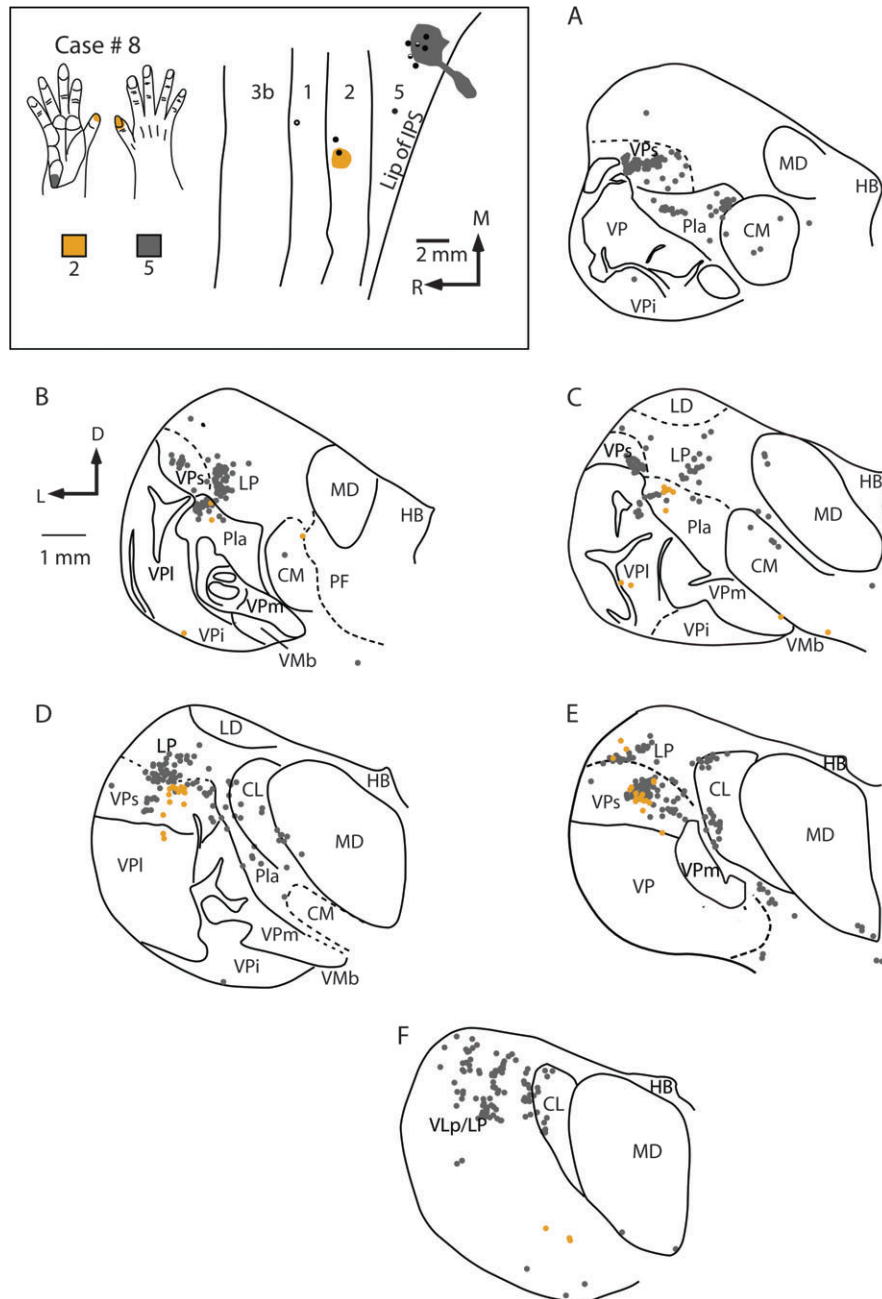 Case # 8
3b 1 2 5
Lip of IPS
2 5
2 mm
M
R
A
VPs
MD
HB
VP
Pla
CM
VPi
B
D
L
1 mm
VPs
LP
MD
HB
Pla
VPl
CM
PF
VPm
VPi
VMb
C
LD
VPs
LP
HB
MD
Pla
CM
VPl
VPm
VPi
VMb
D
LD
LP
HB
CL
VPs
MD
VPl
Pla
CM
VPm
VPi
VMb
E
LP
HB
CL
VPs
MD
VPm
VP
F
HB
CL
VLp/LP
MD